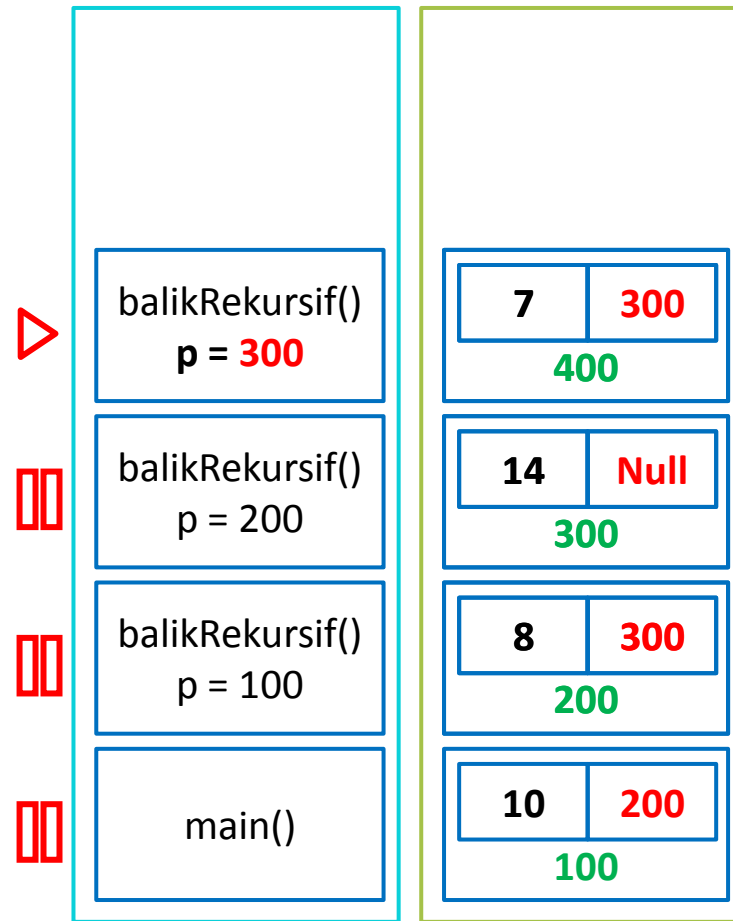 balikRekursif()
p = 300
7 300
400
balikRekursif()
p = 200
14 Null
300
balikRekursif()
p = 100
8 300
200
main()
10 200
100